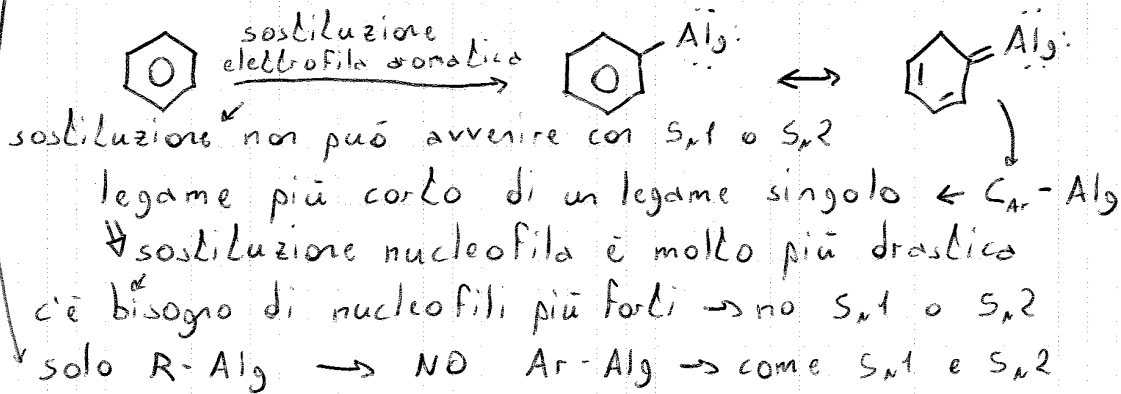 sostituzione
elettrofila aromatica
Alg:
Alg:
sostituzione non può avvenire con SN1 o SN2
legame più corto di un legame singolo ← CAr - Alg
⇓ sostituzione nucleofila è molto più drastica
c'è bisogno di nucleofili più forti → no SN1 o SN2
solo R-Alg → NO Ar-Alg → come SN1 e SN2